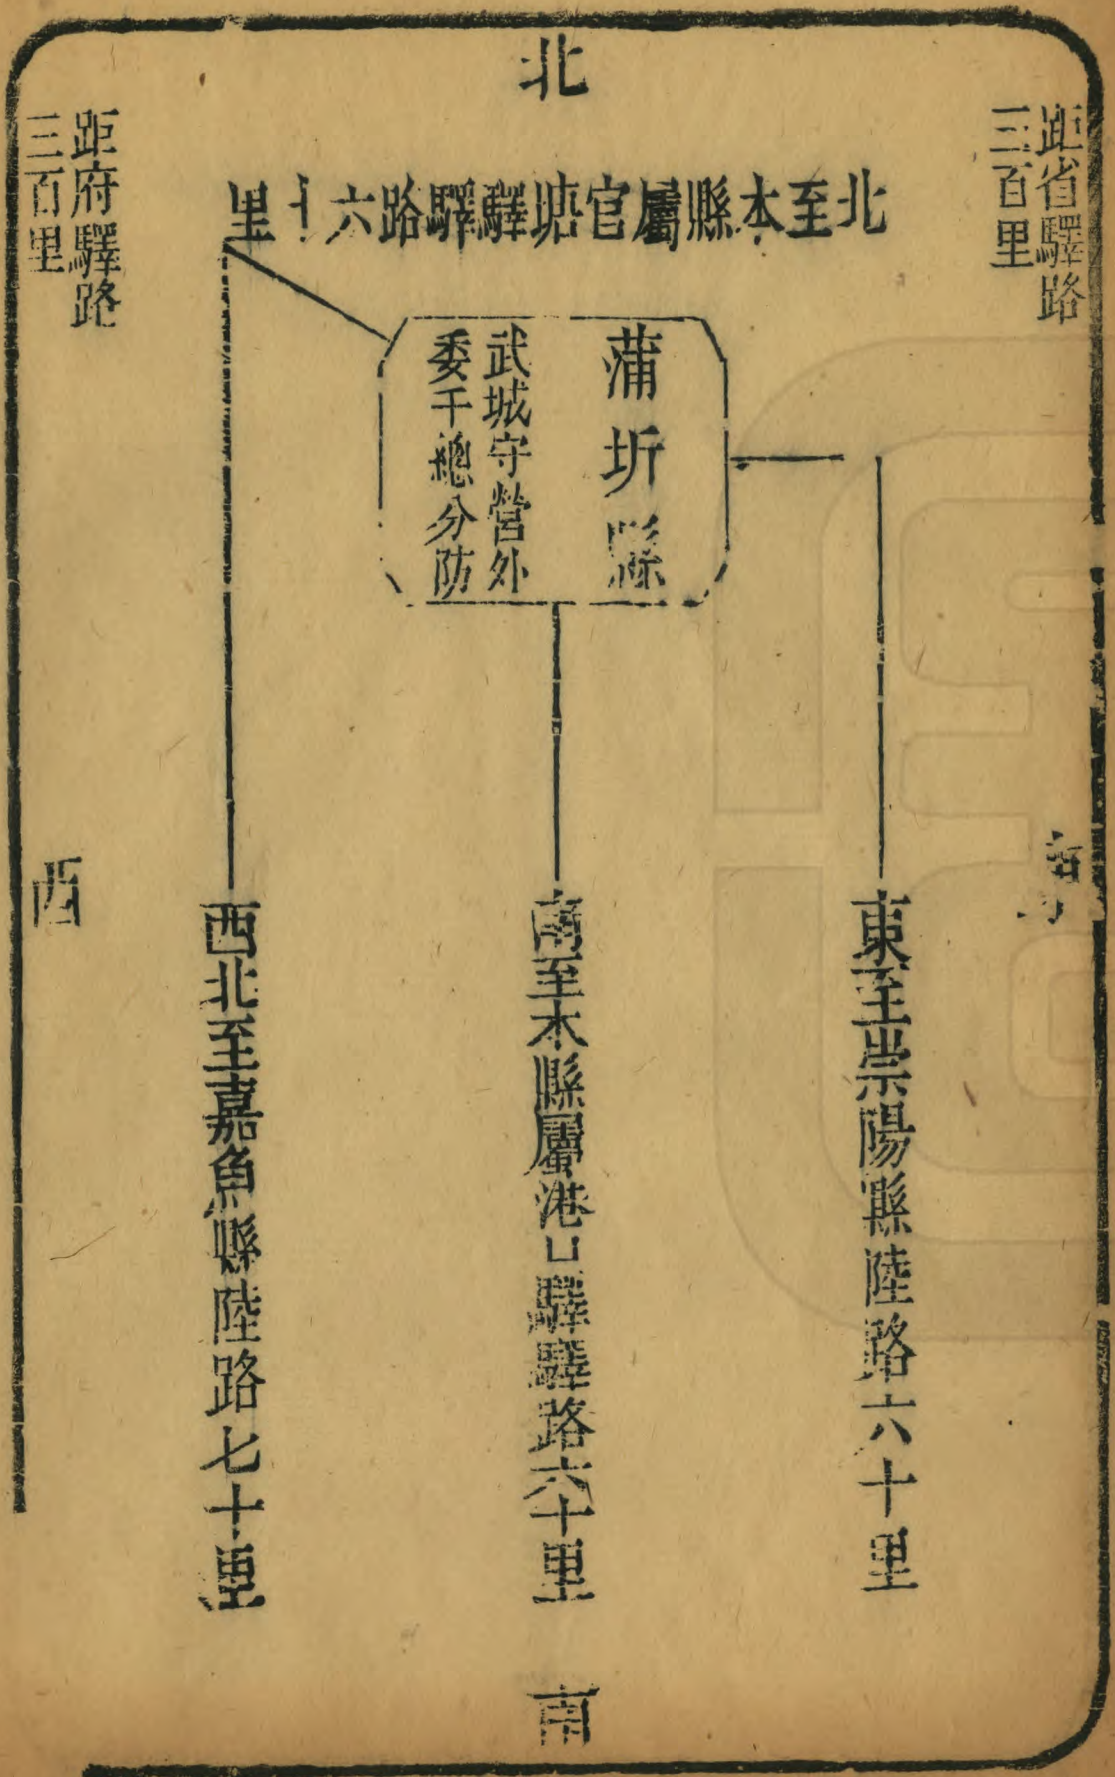 北
距省驛路
三百里
北至本縣屬官塘驛驛路六十里
距府驛路
三百里
蒲圻縣
武城守營外
委千總分防
西
東至崇陽縣陸路六十里
南至本縣屬港口驛驛路六十里
西北至嘉魚縣陸路七十里
南